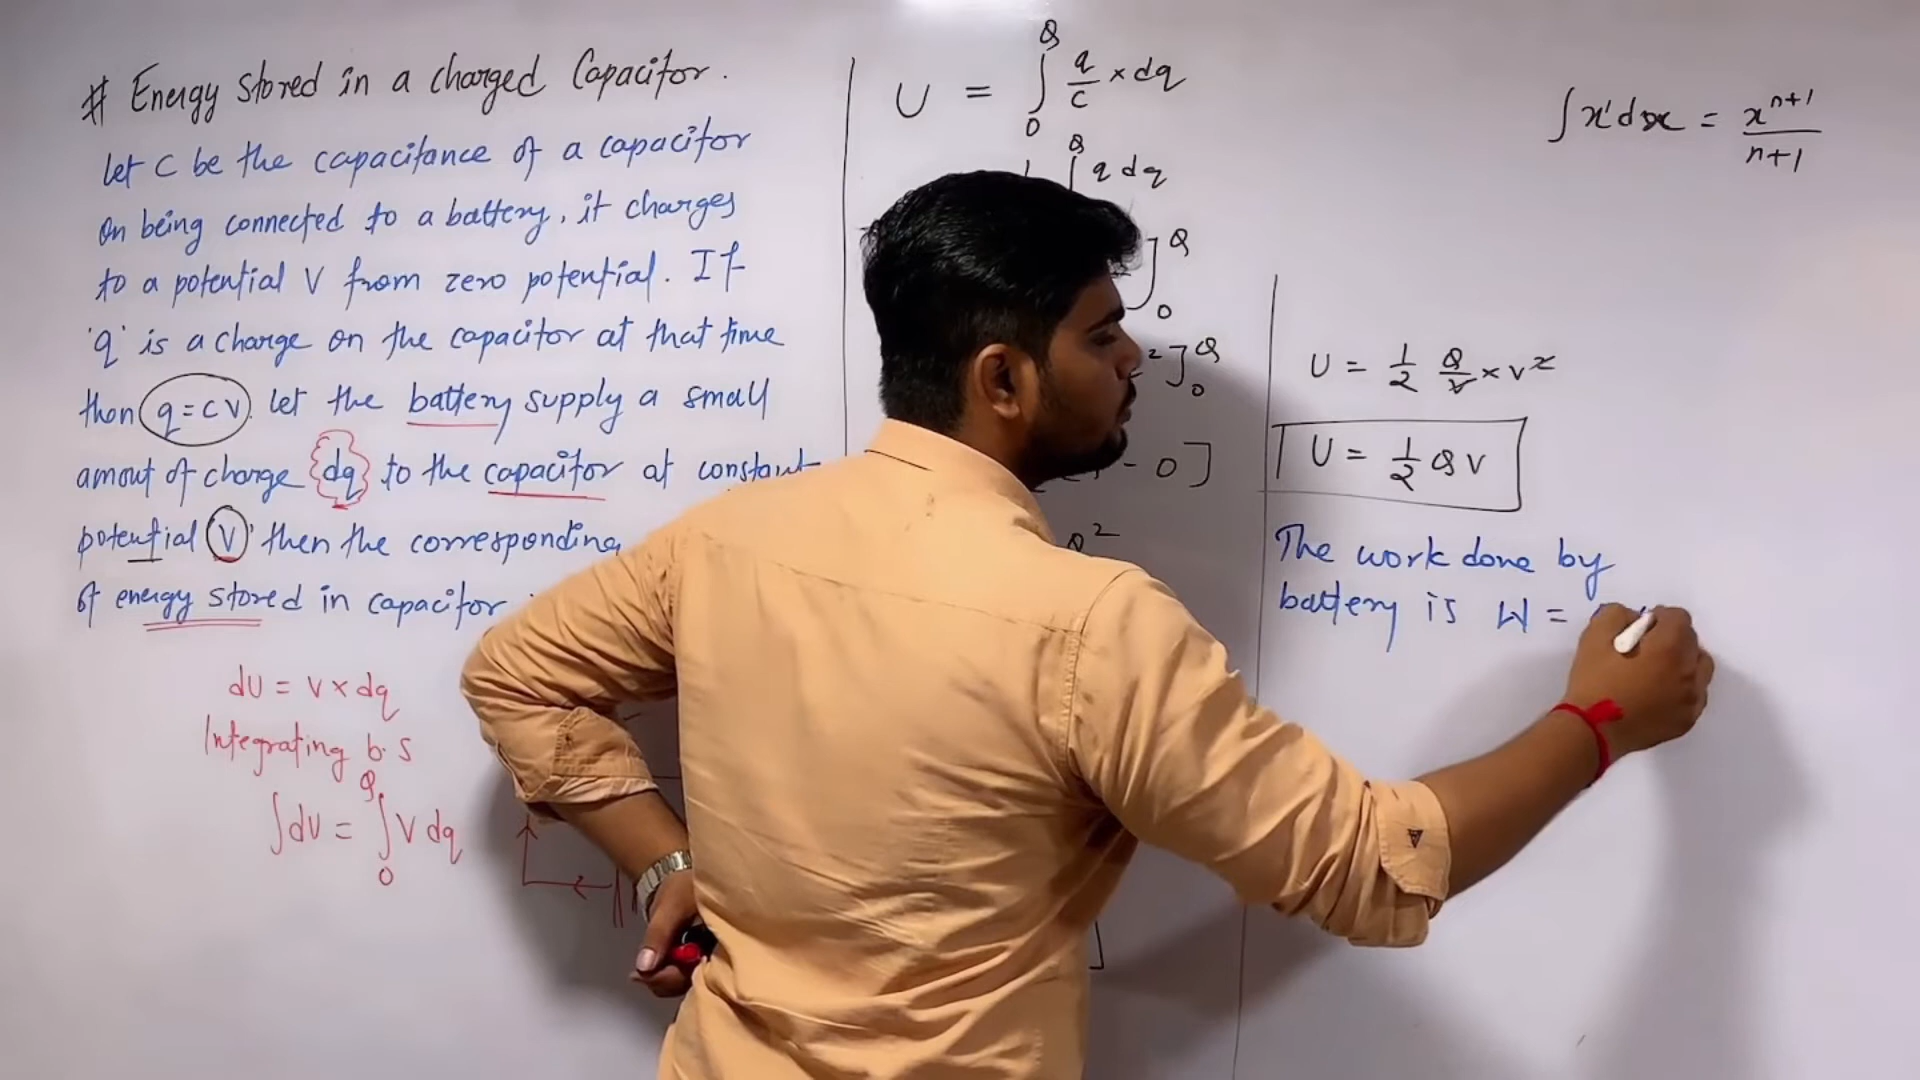 # Energy stored in a charged Capacitor.
let C be the capacitance of a capacitor
on being connected to a battery, it charges
to a potential V from zero potential. If
'q' is a charge on the capacitor at that time
then q = CV. let the battery supply a small
amout of charge dq to the capacitor at constant
potential 'V' then the corresponding
of energy stored in capacitor
dU = V × dq
Integrating b.s
∫dU = ∫₀^Q V dq
U = ∫₀^Q q/c × dq
q dq
]₀^Q
²]₀^Q
- 0]
Q²
∫x'dx = xⁿ⁺¹/n+1
U = 1/2 Q/V × V²
U = 1/2 QV
The work done by
battery is W =